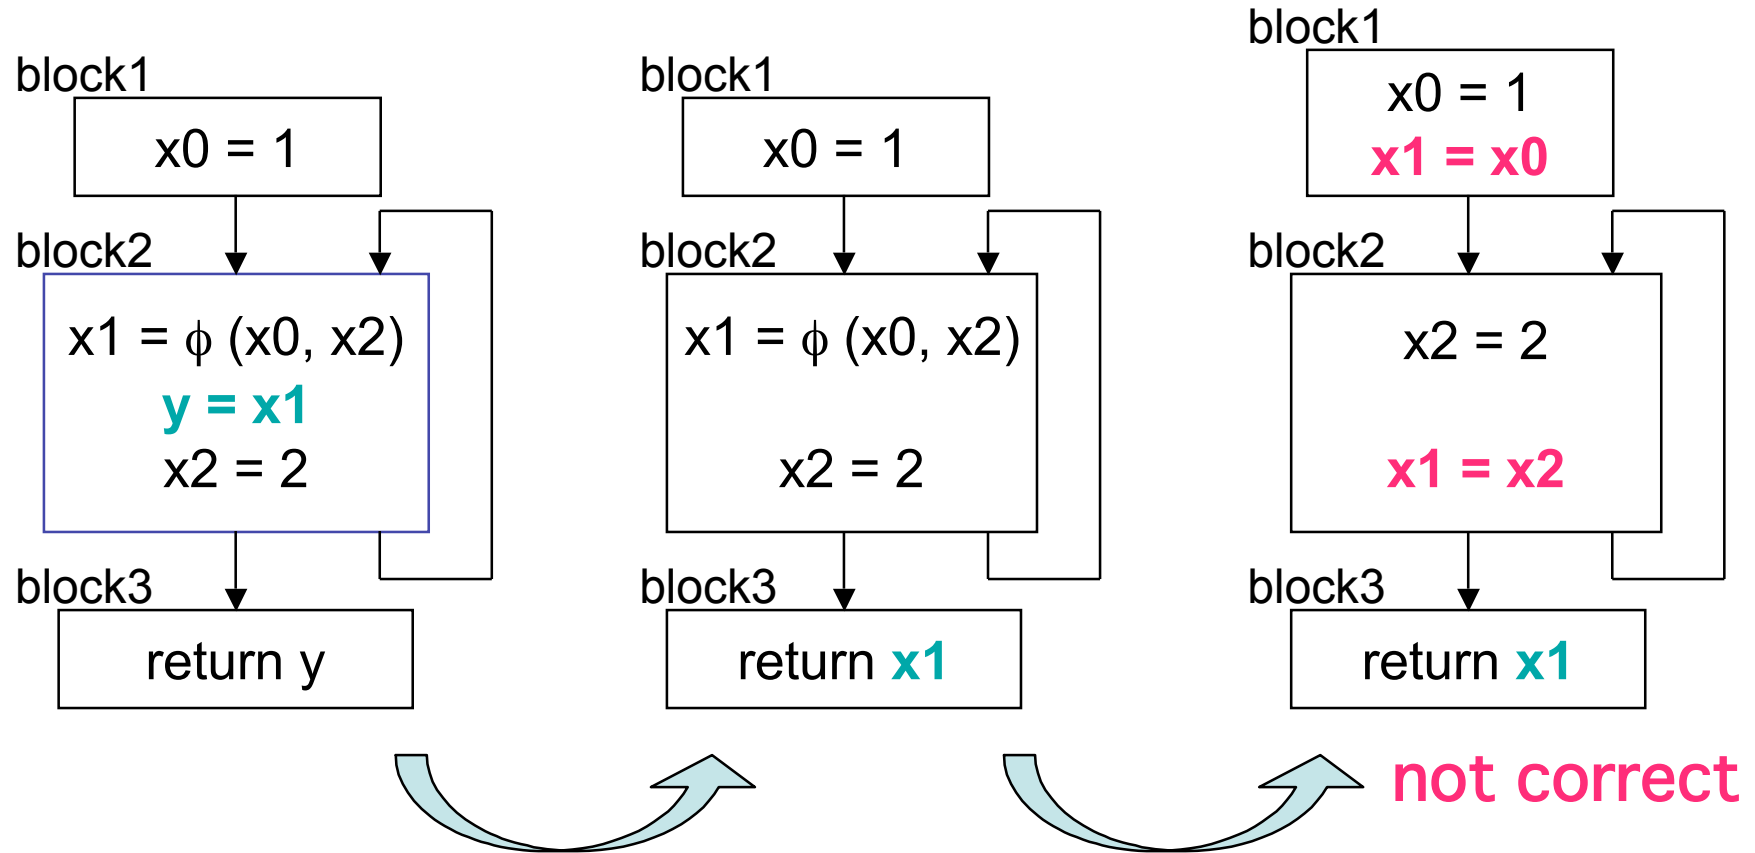 block1
x0 = 1
block2
x1 = ϕ (x0, x2)
y = x1
x2 = 2
block3
return y
block1
x0 = 1
block2
x1 = ϕ (x0, x2)
x2 = 2
block3
return x1
block1
x0 = 1
x1 = x0
block2
x2 = 2
x1 = x2
block3
return x1
not correct